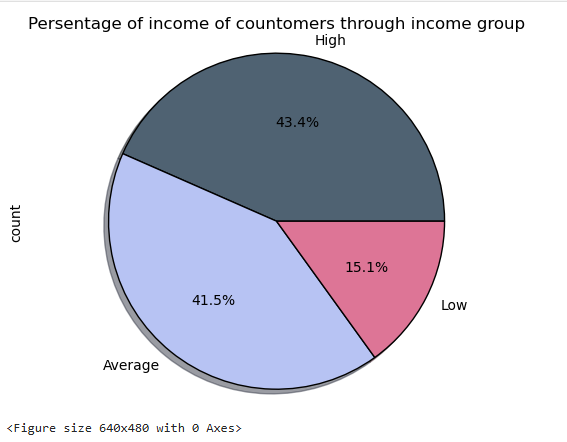 Persentage of income of countomers through income group
High
43.4%
count
15.1%
41.5%
Low
Average
<Figure size 640x480 with 0 Axes>